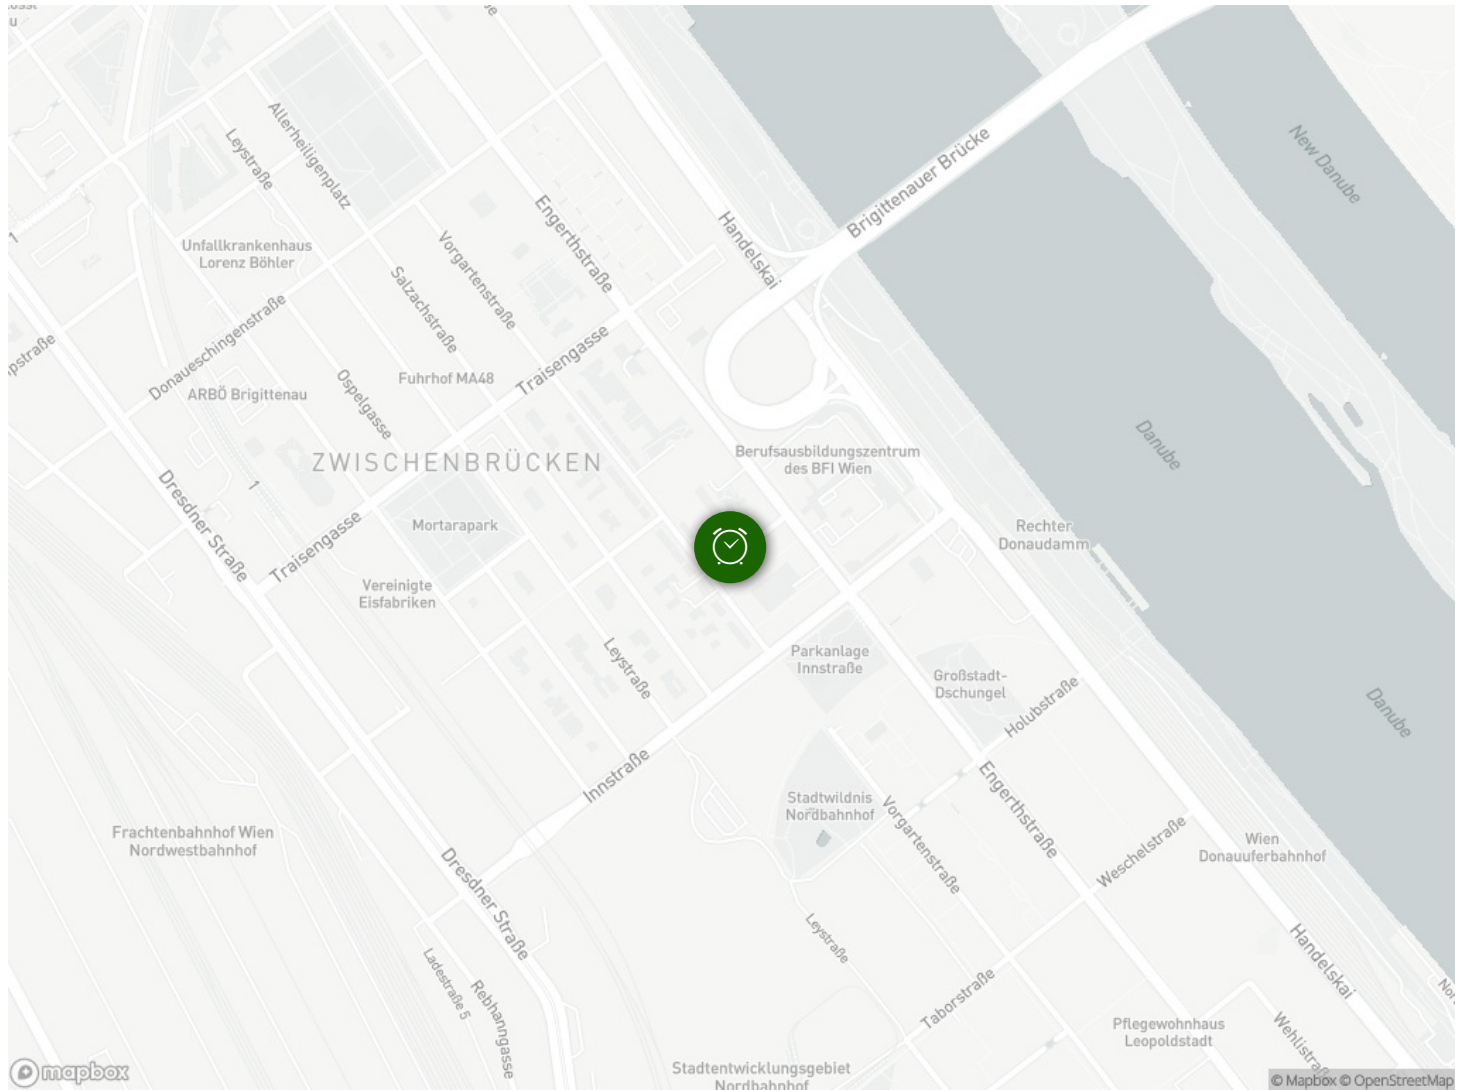 u
1
Allerheiligenplatz
Leystraße
Unfallkrankenhaus
Lorenz Böhler
Engerthstraße
Vorgartenstraße
Handelskai
Brigittenauer Brücke
New Danube
Salzachstraße
Donaueschingenstraße
Fuhrhof MA48
Traisengasse
ARBÖ Brigittenau
Ospelgasse
ZWISCHENBRÜCKEN
Berufsausbildungszentrum
des BFI Wien
Danube
Dresdner Straße
1
Mortarapark
Traisengasse
Rechter
Donaudamm
Vereinigte
Eisfabriken
Leystraße
Parkanlage
Innstraße
Großstadt-
Dschungel
Holubstraße
Danube
Innstraße
Stadtwildnis
Nordbahnhof
Vorgartenstraße
Engerthstraße
Frachtenbahnhof Wien
Nordwestbahnhof
Wien
Donauuferbahnhof
Weschelstraße
Dresdner Straße
Leystraße
Handelskai
Ladestraße 5
Rebhanngasse
Taborstraße
Pflegewohnhaus
Leopoldstadt
Wehlistraße
Stadtentwicklungsgebiet
Nordbahnhof
mapbox
© Mapbox © OpenStreetMap